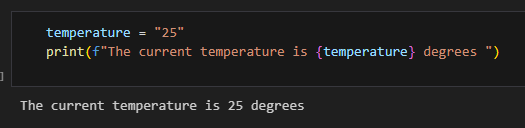 temperature = "25"
print(f"The current temperature is {temperature} degrees ")
]
The current temperature is 25 degrees